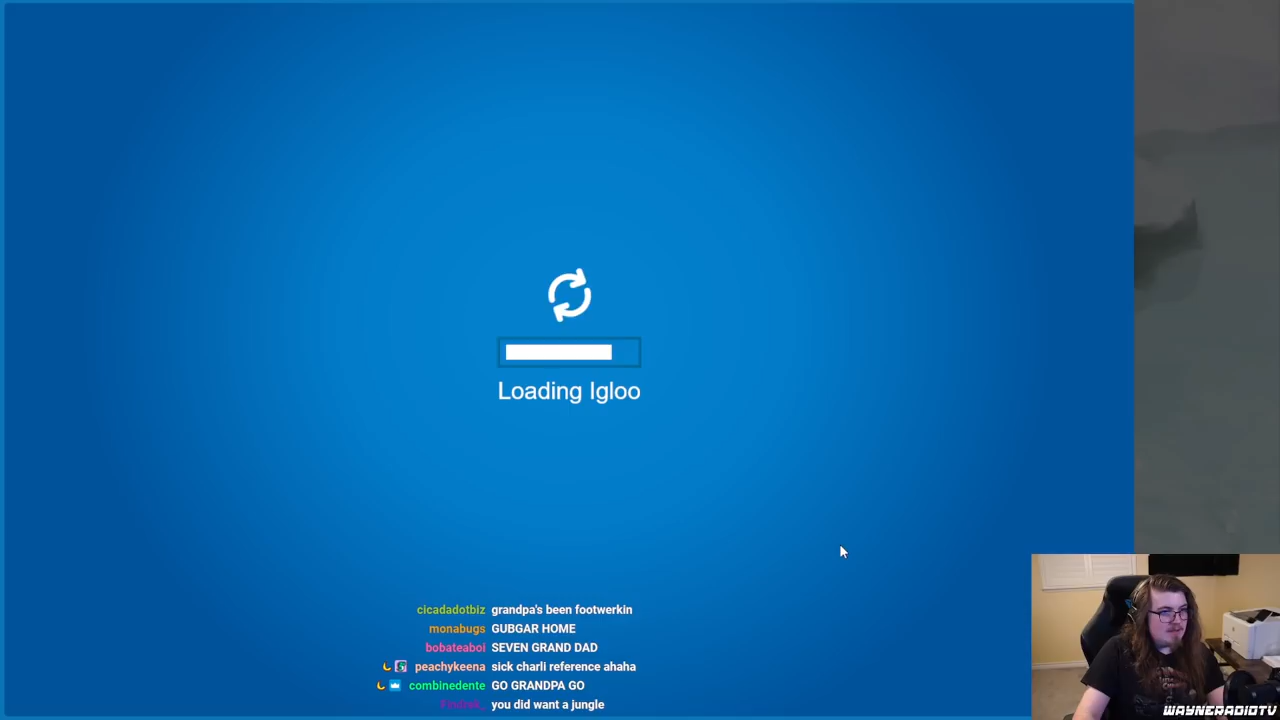 Loading Igloo
cicadadotbiz grandpa's been footwerkin
monabugs GUBGAR HOME
bobateaboi SEVEN GRAND DAD
peachykeena sick charli reference ahaha
combinedente GO GRANDPA GO
you did want a jungle
WAYNERADIOTV